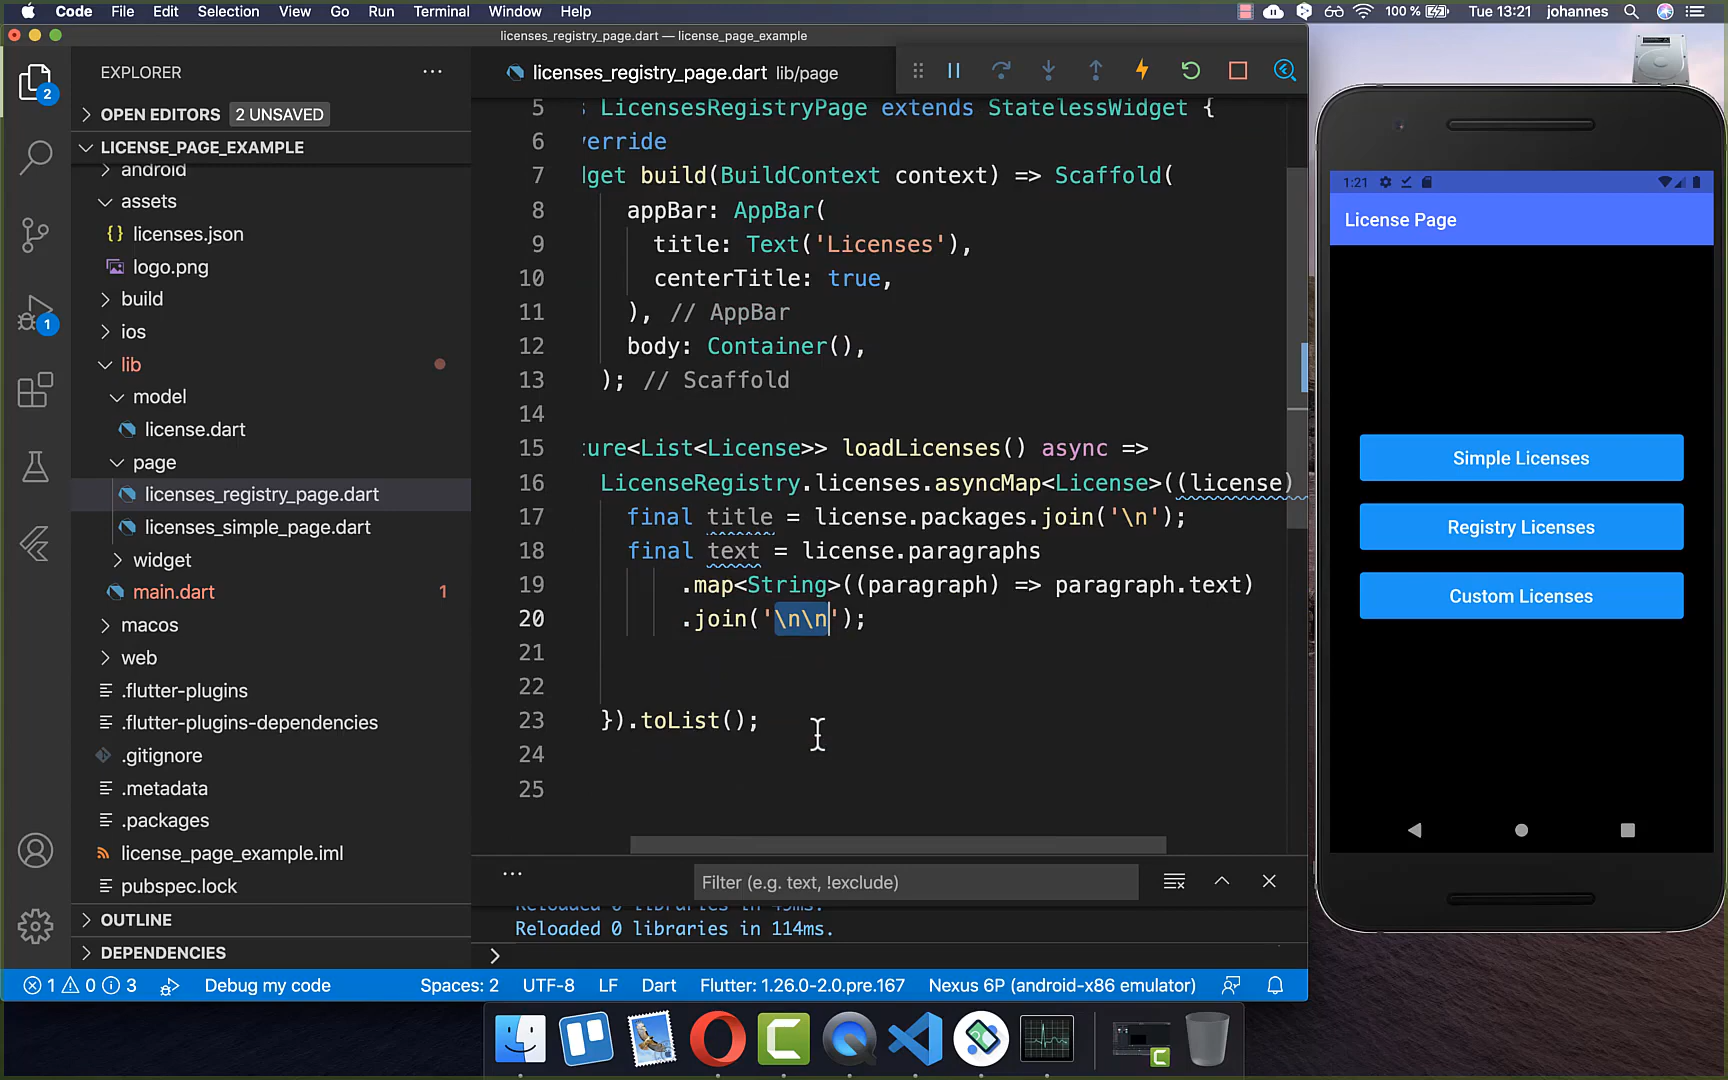 Code File Edit Selection View Go Run Terminal Window Help 100 % Tue 13:21 johannes
licenses_registry_page.dart — license_page_example
EXPLORER
OPEN EDITORS 2 UNSAVED
LICENSE_PAGE_EXAMPLE
android
assets
{} licenses.json
logo.png
build
ios
lib
model
license.dart
page
licenses_registry_page.dart
licenses_simple_page.dart
widget
main.dart 1
macos
web
.flutter-plugins
.flutter-plugins-dependencies
.gitignore
.metadata
.packages
license_page_example.iml
pubspec.lock
OUTLINE
DEPENDENCIES
2
1
licenses_registry_page.dart lib/page
5 LicensesRegistryPage extends StatelessWidget {
6 erride
7 get build(BuildContext context) => Scaffold(
8 appBar: AppBar(
9 title: Text('Licenses'),
10 centerTitle: true,
11 ), // AppBar
12 body: Container(),
13 ); // Scaffold
14
15 ure<List<License>> loadLicenses() async =>
16 LicenseRegistry.licenses.asyncMap<License>((license)
17 final title = license.packages.join('\n');
18 final text = license.paragraphs
19 .map<String>((paragraph) => paragraph.text)
20 .join('\n\n');
21
22
23 }).toList();
24
25
Filter (e.g. text, !exclude)
Reloaded 0 libraries in 49ms.
Reloaded 0 libraries in 114ms.
1 0 3 Debug my code Spaces: 2 UTF-8 LF Dart Flutter: 1.26.0-2.0.pre.167 Nexus 6P (android-x86 emulator)
1:21
License Page
Simple Licenses
Registry Licenses
Custom Licenses